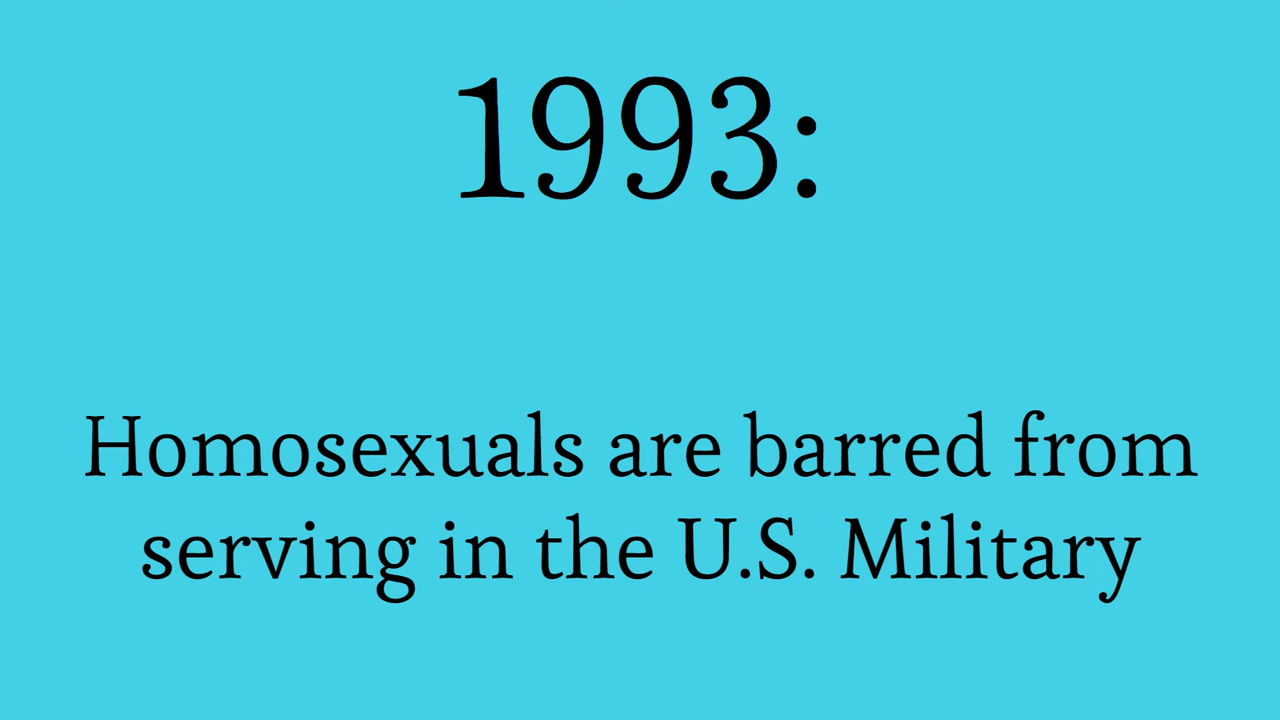 1993:
Homosexuals are barred from
serving in the U.S. Military